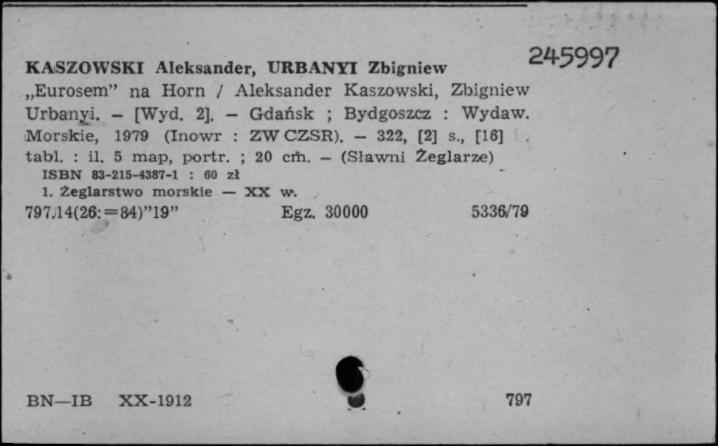 245997
KASZOWSKI Aleksander, URBANYI Zbigniew
„Eurosem” na Horn / Aleksander Kaszowski, Zbigniew
Urbanyi. — [Wyd. 2]. — Gdańsk ; Bydgoszcz : Wydaw.
Morskie, 1979 (Inowr : ZW CZSR). — 322, [2] s., [16]
tabl. : il. 5 map, portr. ; 20 cm. — (Sławni Żeglarze)
ISBN 83-215-4387-1 : 60 zł
1. Żeglarstwo morskie — XX w.
797.14(26:=84)”19” Egz. 30000 5336/79
BN—IB XX-1912 797